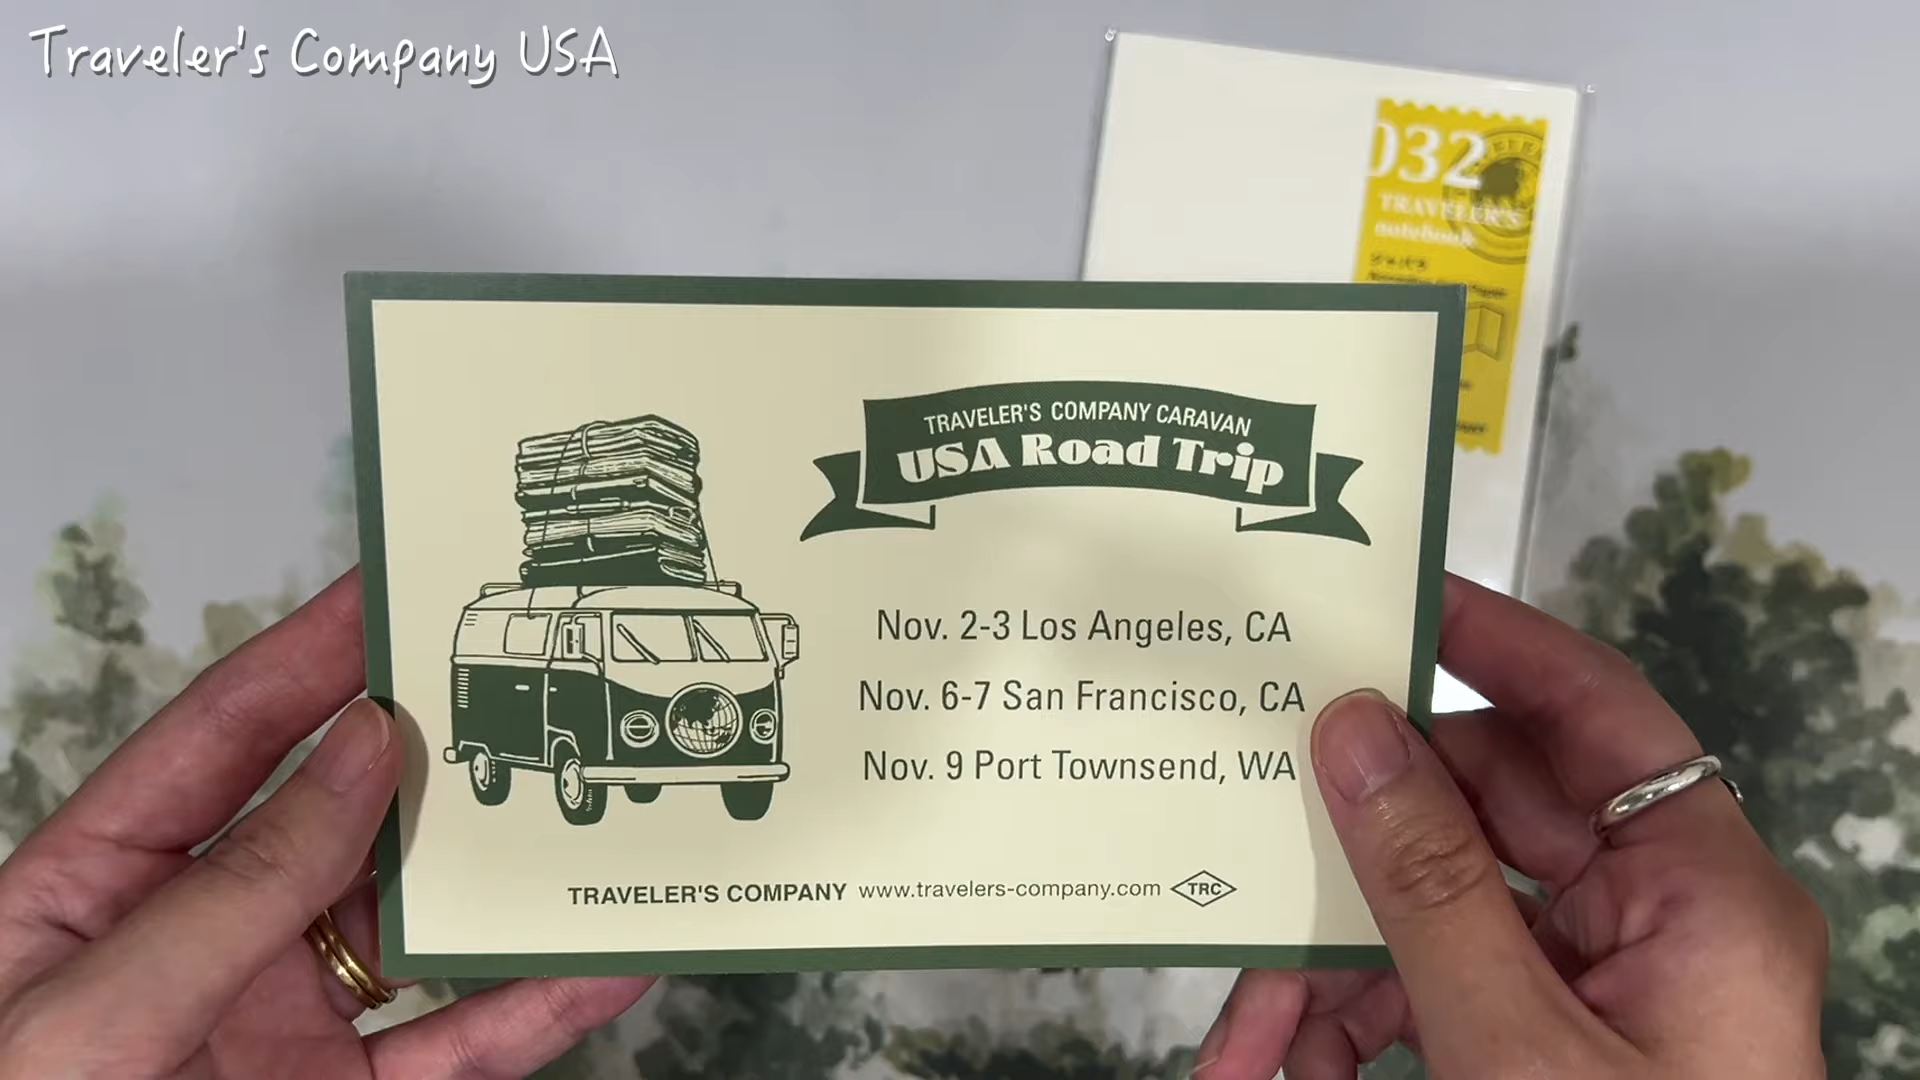 Traveler's Company USA
032
TRAVELER'S
notebook
TRAVELER'S COMPANY CARAVAN
USA Road Trip
Nov. 2-3 Los Angeles, CA
Nov. 6-7 San Francisco, CA
Nov. 9 Port Townsend, WA
TRAVELER'S COMPANY www.travelers-company.com TRC